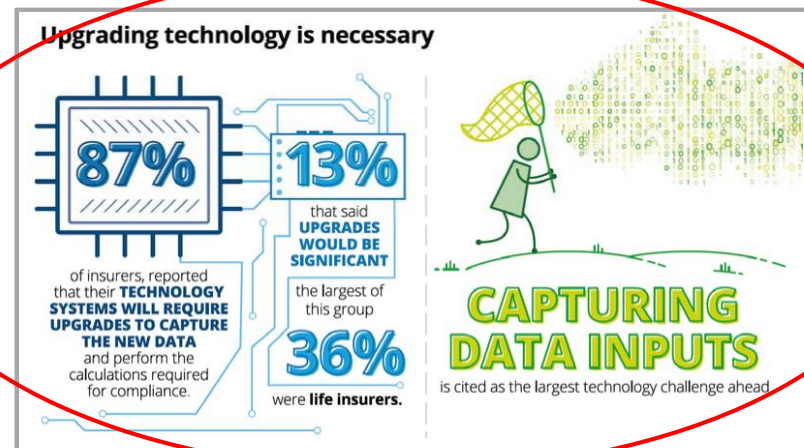 Upgrading technology is necessary
87%
of insurers, reported
that their TECHNOLOGY
SYSTEMS WILL REQUIRE
UPGRADES TO CAPTURE
THE NEW DATA
and perform the
calculations required
for compliance.
13%
that said
UPGRADES
WOULD BE
SIGNIFICANT
the largest of
this group
36%
were life insurers.
CAPTURING
DATA INPUTS
is cited as the largest technology challenge ahead